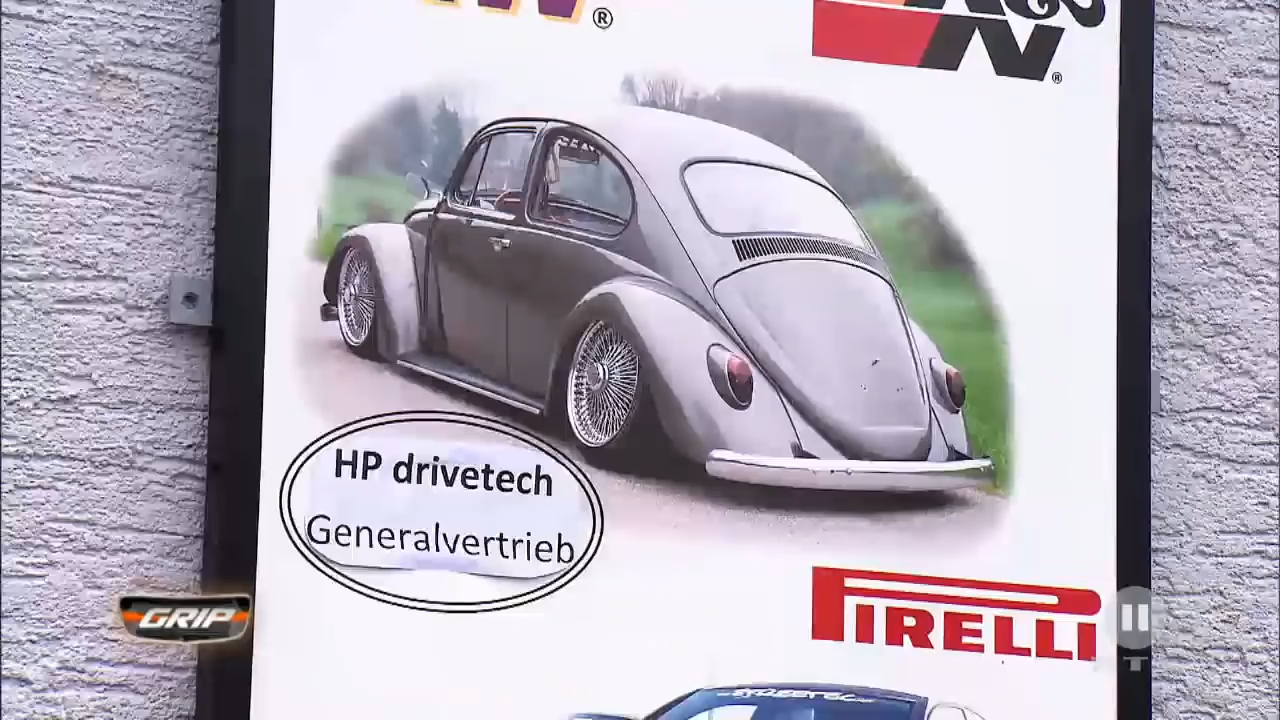 ®
K&N
®
HP drivetech
Generalvertrieb
PIRELLI
GRIP